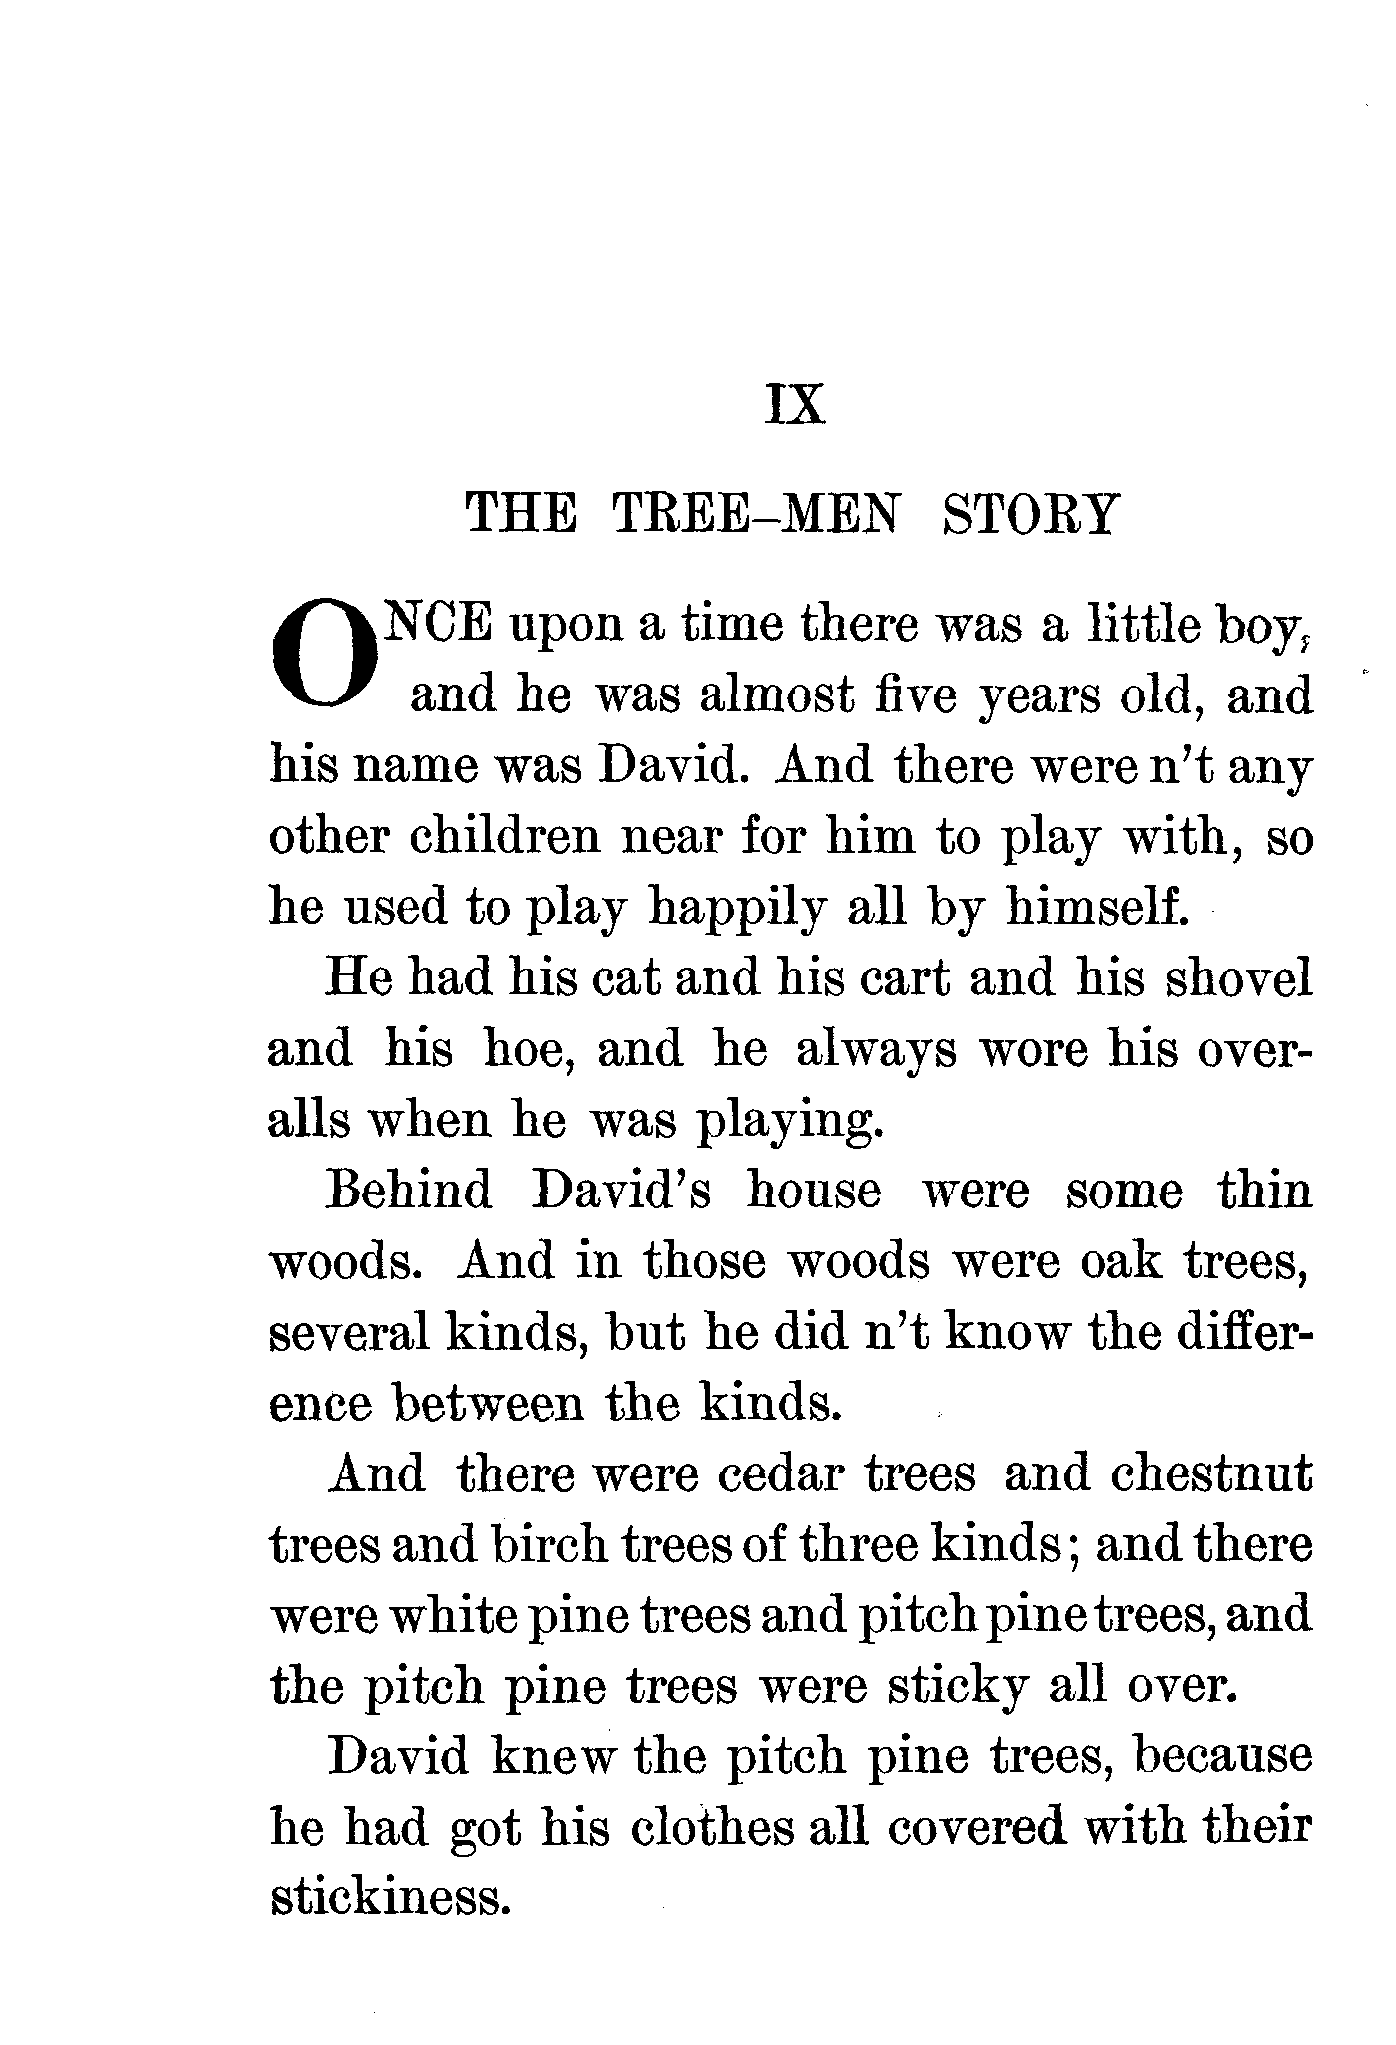 IX
THE TREE-MEN STORY
ONCE upon a time there was a little boy,
and he was almost five years old, and
his name was David. And there were n't any
other children near for him to play with, so
he used to play happily all by himself.
He had his cat and his cart and his shovel
and his hoe, and he always wore his over-
alls when he was playing.
Behind David's house were some thin
woods. And in those woods were oak trees,
several kinds, but he did n't know the differ-
ence between the kinds.
And there were cedar trees and chestnut
trees and birch trees of three kinds; and there
were white pine trees and pitch pine trees, and
the pitch pine trees were sticky all over.
David knew the pitch pine trees, because
he had got his clothes all covered with their
stickiness.